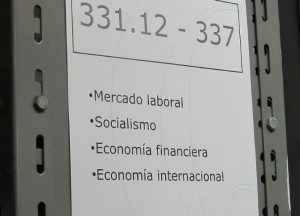 331.12 - 337
•Mercado laboral
•Socialismo
•Economía financiera
•Economía internacional